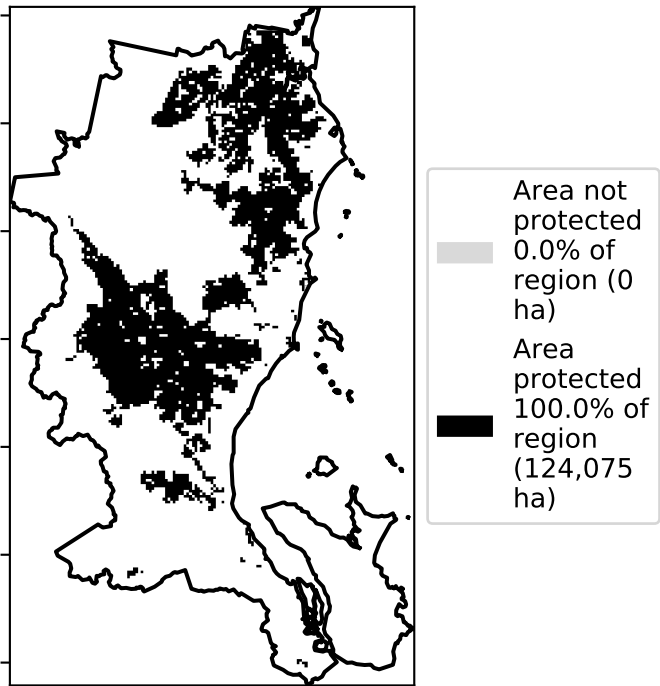 Area not
protected
0.0% of
region (0
ha)
Area
protected
100.0% of
region
(124,075
ha)